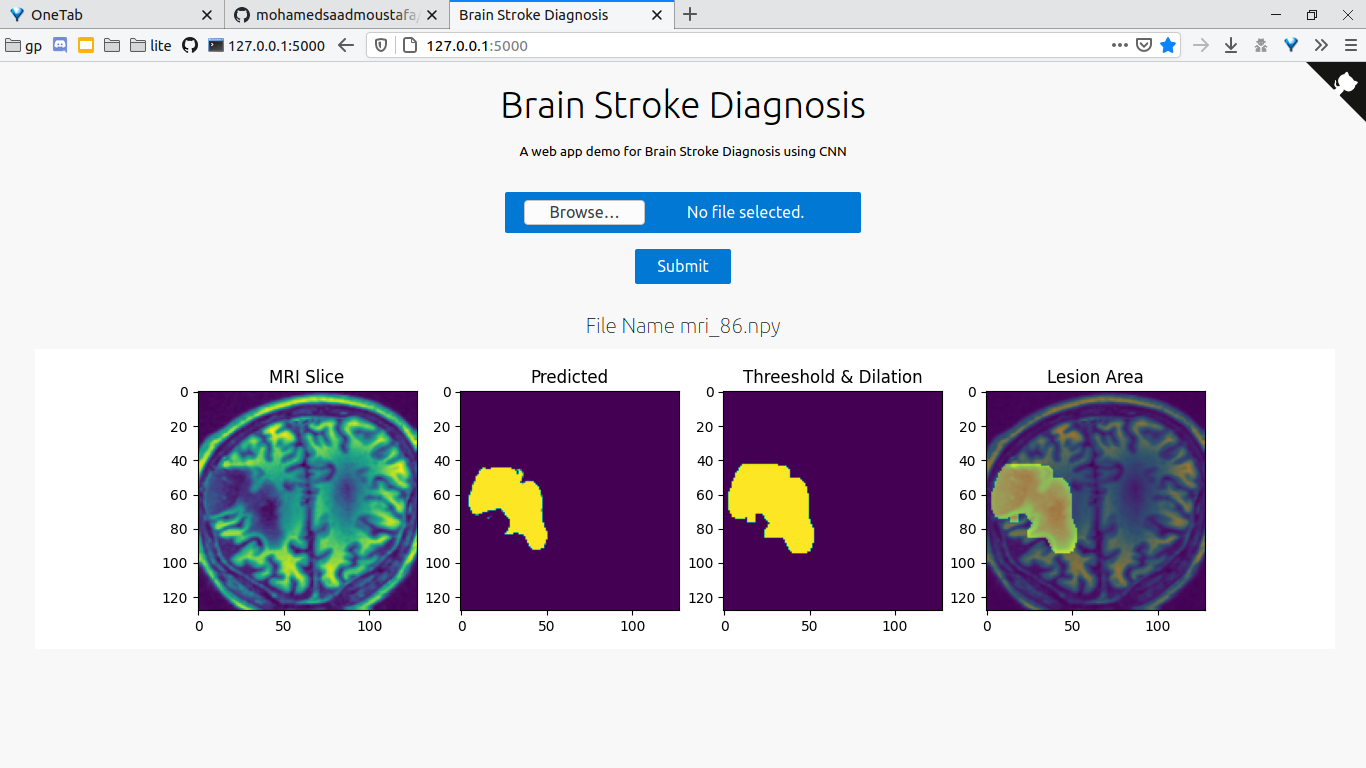 OneTab
mohamedsaadmoustafa/
Brain Stroke Diagnosis
gp
lite
127.0.0.1:5000
127.0.0.1:5000
Brain Stroke Diagnosis
A web app demo for Brain Stroke Diagnosis using CNN
Browse…
No file selected.
Submit
File Name mri_86.npy
MRI Slice
Predicted
Threeshold & Dilation
Lesion Area
0 0 0 0
20 20 20 20
40 40 40 40
60 60 60 60
80 80 80 80
100 100 100 100
120 120 120 120
0 50 100 0 50 100 0 50 100 0 50 100